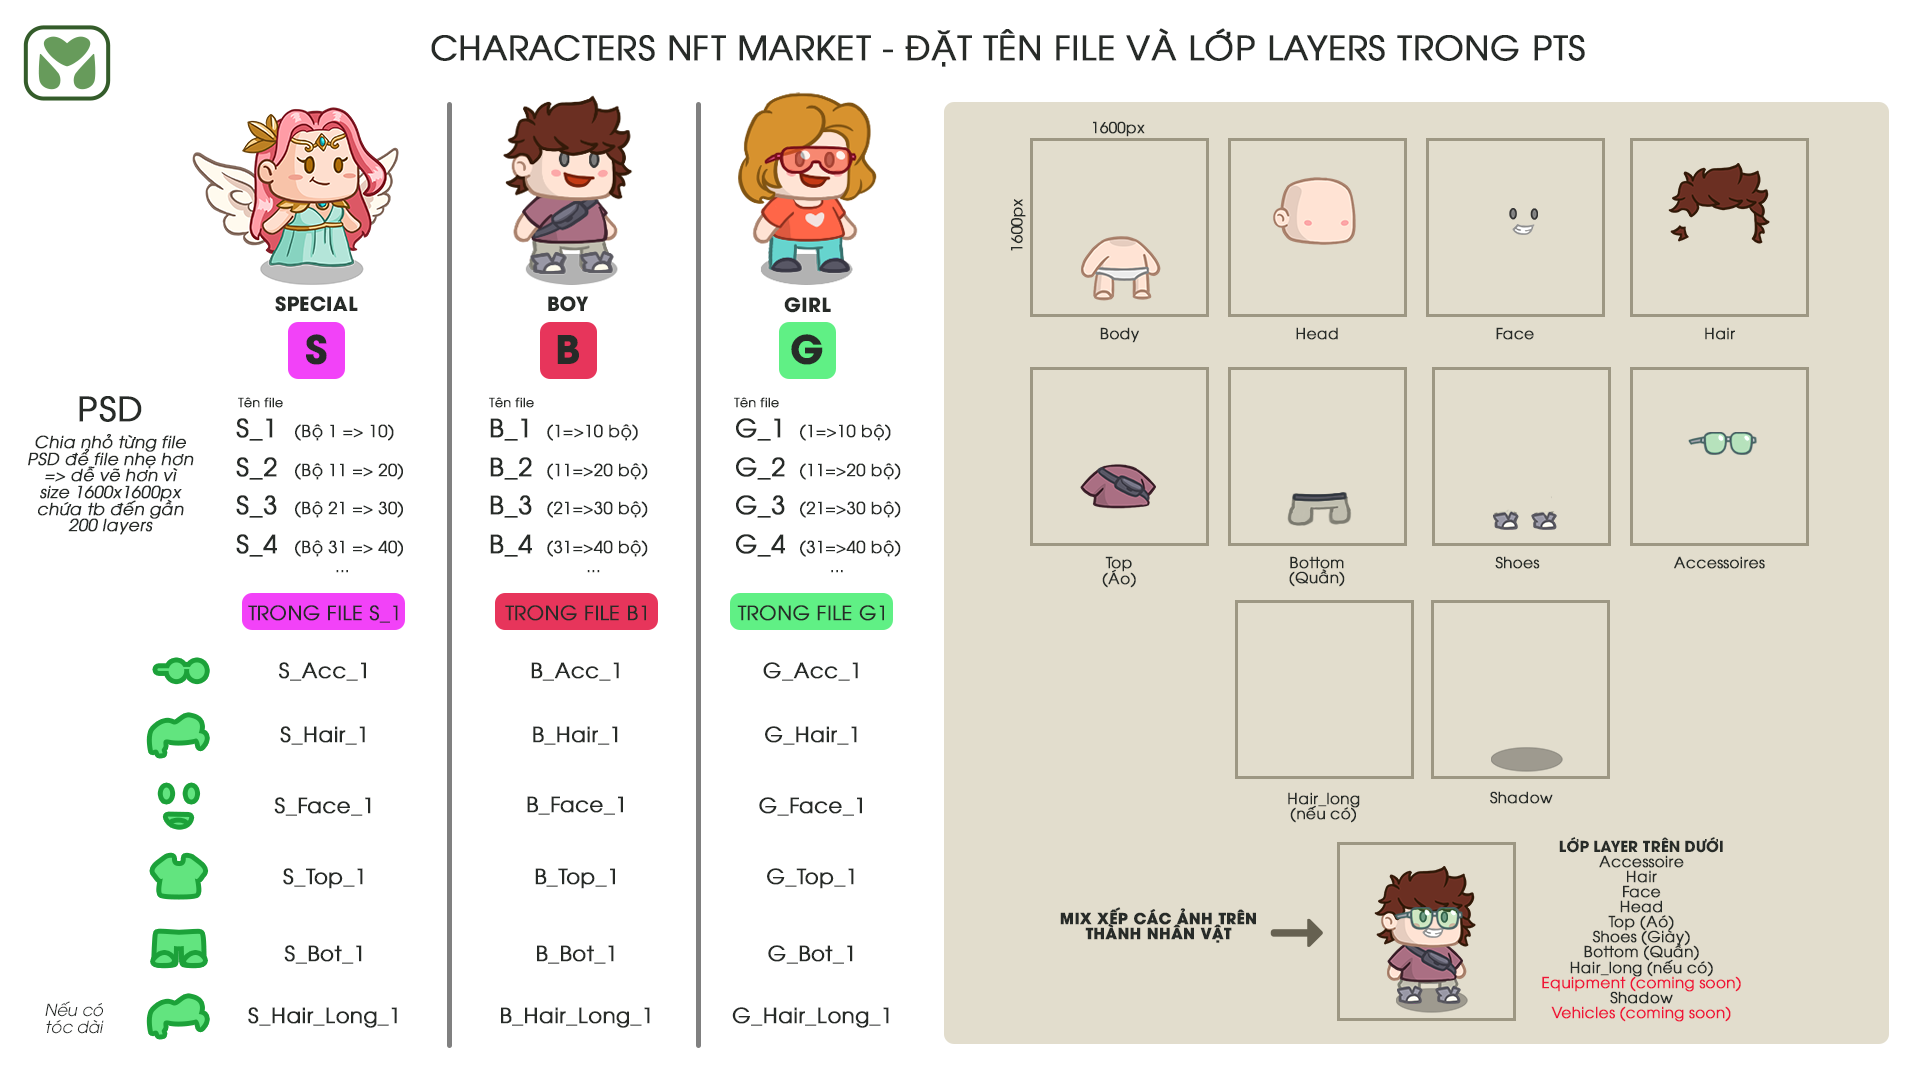 CHARACTERS NFT MARKET - ĐẶT TÊN FILE VÀ LỚP LAYERS TRONG PTS
SPECIAL
S
BOY
B
GIRL
G
PSD
Chia nhỏ từng file
PSD để file nhẹ hơn
=> dễ vẽ hơn vì
size 1600x1600px
chứa tb đến gần
200 layers
Tên file
S_1 (Bộ 1 => 10)
S_2 (Bộ 11 => 20)
S_3 (Bộ 21 => 30)
S_4 (Bộ 31 => 40)
...
Tên file
B_1 (1=>10 bộ)
B_2 (11=>20 bộ)
B_3 (21=>30 bộ)
B_4 (31=>40 bộ)
...
Tên file
G_1 (1=>10 bộ)
G_2 (11=>20 bộ)
G_3 (21=>30 bộ)
G_4 (31=>40 bộ)
...
TRONG FILE S_1
S_Acc_1
S_Hair_1
S_Face_1
S_Top_1
S_Bot_1
Nếu có
tóc dài
S_Hair_Long_1
TRONG FILE B1
B_Acc_1
B_Hair_1
B_Face_1
B_Top_1
B_Bot_1
B_Hair_Long_1
TRONG FILE G1
G_Acc_1
G_Hair_1
G_Face_1
G_Top_1
G_Bot_1
G_Hair_Long_1
1600px
1600px
Body
Head
Face
Hair
Top
(Áo)
Bottom
(Quần)
Shoes
Accessoires
Hair_long
(nếu có)
Shadow
MIX XẾP CÁC ẢNH TRÊN
THÀNH NHÂN VẬT
LỚP LAYER TRÊN DƯỚI
Accessoire
Hair
Face
Head
Top (Aó)
Shoes (Giày)
Bottom (Quần)
Hair_long (nếu có)
Equipment (coming soon)
Shadow
Vehicles (coming soon)